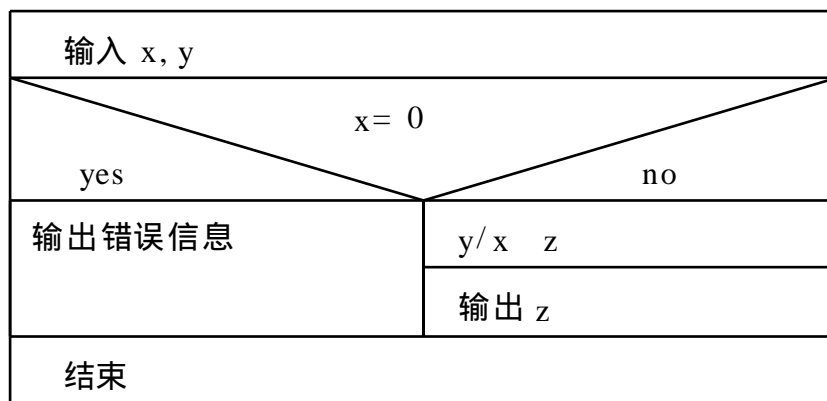 输入 x, y
x= 0
yes
no
输出错误信息
y/ x z
输出 z
结束